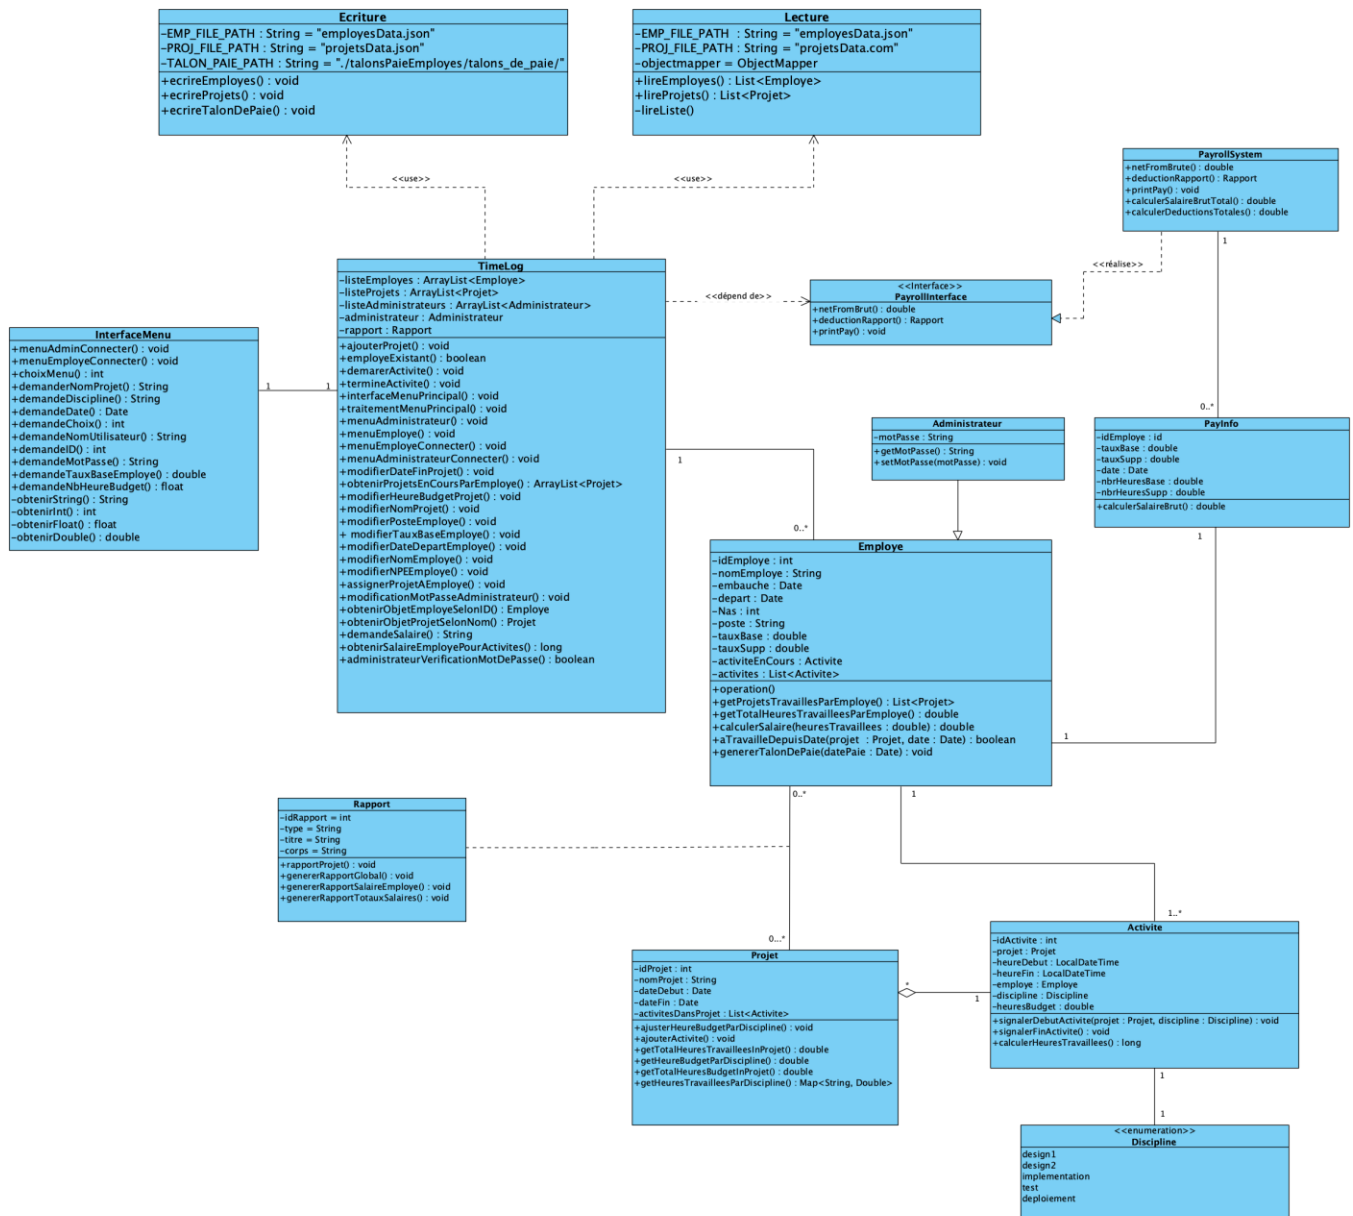 Ecriture
-EMP_FILE_PATH : String = "employesData.json"
-PROJ_FILE_PATH : String = "projetsData.json"
-TALON_PAIE_PATH : String = "./talonsPaieEmployes/talons_de_paie/"
+ecrireEmployes() : void
+ecrireProjets() : void
+ecrireTalonDePaie() : void
Lecture
-EMP_FILE_PATH : String = "employesData.json"
-PROJ_FILE_PATH : String = "projetsData.com"
-objectmapper = ObjectMapper
+lireEmployes() : List<Employe>
+lireProjets() : List<Projet>
-lireListe()
<<use>>
<<use>>
PayrollSystem
+netFromBrute() : double
+deductionRapport() : Rapport
+printPay() : void
+calculerSalaireBrutTotal() : double
+calculerDeductionsTotales() : double
1
<<réalise>>
0..*
TimeLog
-listeEmployes : ArrayList<Employe>
-listeProjets : ArrayList<Projet>
-listeAdministrateurs : ArrayList<Administrateur>
-administrateur : Administrateur
-rapport : Rapport
+ajouterProjet() : void
+employeExistant() : boolean
+demarerActivite() : void
+termineActivite() : void
+interfaceMenuPrincipal() : void
+traitementMenuPrincipal() : void
+menuAdministrateur() : void
+menuEmploye() : void
+menuEmployeConnecter() : void
+menuAdministrateurConnecter() : void
+modifierDateFinProjet() : void
+obtenirProjetsEnCoursParEmploye() : ArrayList<Projet>
+modifierHeureBudgetProjet() : void
+modifierNomProjet() : void
+modifierPosteEmploye() : void
+ modifierTauxBaseEmploye() : void
+modifierDateDepartEmploye() : void
+modifierNomEmploye() : void
+modifierNPEEmploye() : void
+assignerProjetAEmploye() : void
+modificationMotPasseAdministrateur() : void
+obtenirObjetEmployeSelonID() : Employe
+obtenirObjetProjetSelonNom() : Projet
+demandeSalaire() : String
+obtenirSalaireEmployePourActivites() : long
+administrateurVerificationMotDePasse() : boolean
<<dépend de>>
<<Interface>>
PayrollInterface
+netFromBrut() : double
+deductionRapport() : Rapport
+printPay() : void
InterfaceMenu
+menuAdminConnecter() : void
+menuEmployeConnecter() : void
+choixMenu() : int
+demanderNomProjet() : String
+demandeDiscipline() : String
+demandeDate() : Date
+demandeChoix() : int
+demandeNomUtilisateur() : String
+demandeID() : int
+demandeMotPasse() : String
+demandeTauxBaseEmploye() : double
+demandeNbHeureBudget() : float
-obtenirString() : String
-obtenirInt() : int
-obtenirFloat() : float
-obtenirDouble() : double
1
1
1
0..*
Administrateur
-motPasse : String
+getMotPasse() : String
+setMotPasse(motPasse) : void
PayInfo
-idEmploye : id
-tauxBase : double
-tauxSupp : double
-date : Date
-nbrHeuresBase : double
-nbrHeuresSupp : double
+calculerSalaireBrut() : double
1
1
Employe
-idEmploye : int
-nomEmploye : String
-embauche : Date
-depart : Date
-Nas : int
-poste : String
-tauxBase : double
-tauxSupp : double
-activiteEnCours : Activite
-activites : List<Activite>
+operation()
+getProjetsTravaillesParEmploye() : List<Projet>
+getTotalHeuresTravailleesParEmploye() : double
+calculerSalaire(heuresTravaillees : double) : double
+aTravailleDepuisDate(projet : Projet, date : Date) : boolean
+genererTalonDePaie(datePaie : Date) : void
0..*
1
Rapport
-idRapport = int
-type = String
-titre = String
-corps = String
+rapportProjet() : void
+genererRapportGlobal() : void
+genererRapportSalaireEmploye() : void
+genererRapportTotauxSalaires() : void
0...*
1..*
Projet
-idProjet : int
-nomProjet : String
-dateDebut : Date
-dateFin : Date
-activitesDansProjet : List<Activite>
+ajusterHeureBudgetParDiscipline() : void
+ajouterActivite() : void
+getTotalHeuresTravailleesInProjet() : double
+getHeureBudgetParDiscipline() : double
+getTotalHeuresBudgetInProjet() : double
+getHeuresTravailleesParDiscipline() : Map<String, Double>
*
1
Activite
-idActivite : int
-projet : Projet
-heureDebut : LocalDateTime
-heureFin : LocalDateTime
-employe : Employe
-discipline : Discipline
-heuresBudget : double
+signalerDebutActivite(projet : Projet, discipline : Discipline) : void
+signalerFinActivite() : void
+calculerHeuresTravaillees() : long
1
1
<<enumeration>>
Discipline
design1
design2
implementation
test
deploiement